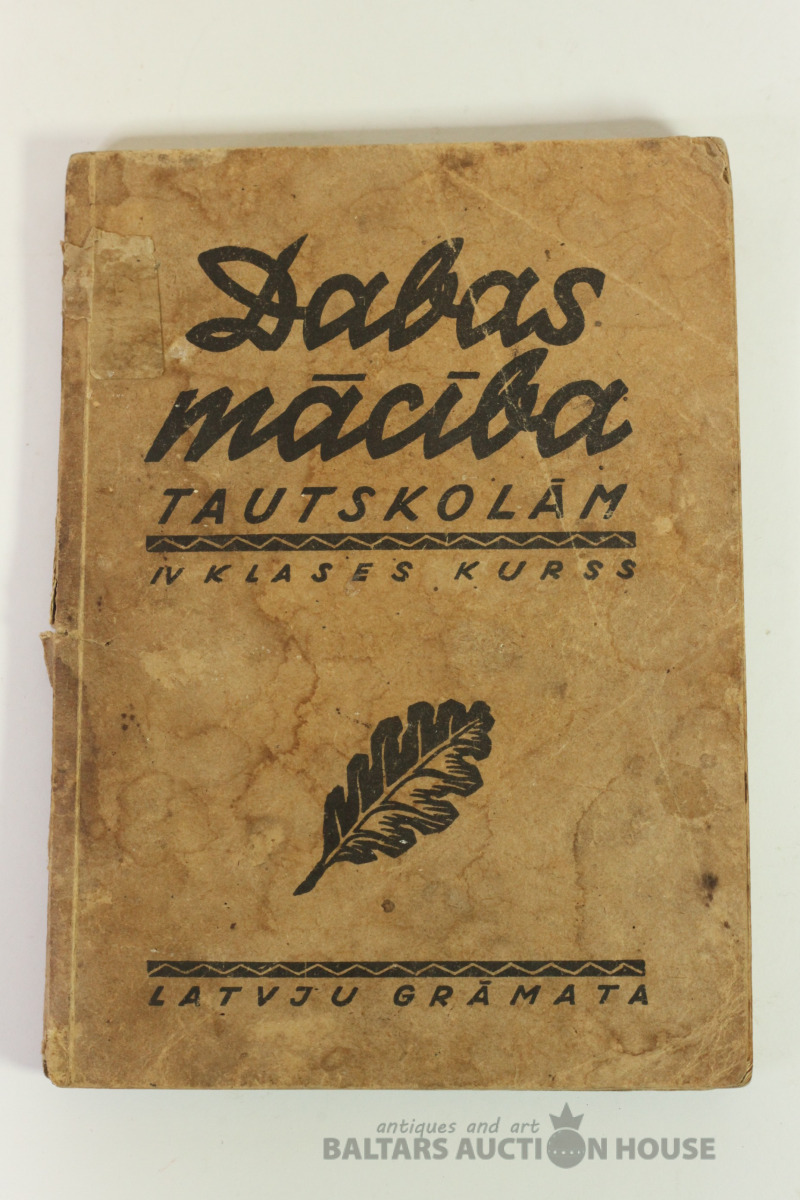 Dabas
mācība
TAUTSKOLĀM
IV KLASES KURSS
LATVJU GRĀMATA
antiques and art
BALTARS AUCTION HOUSE